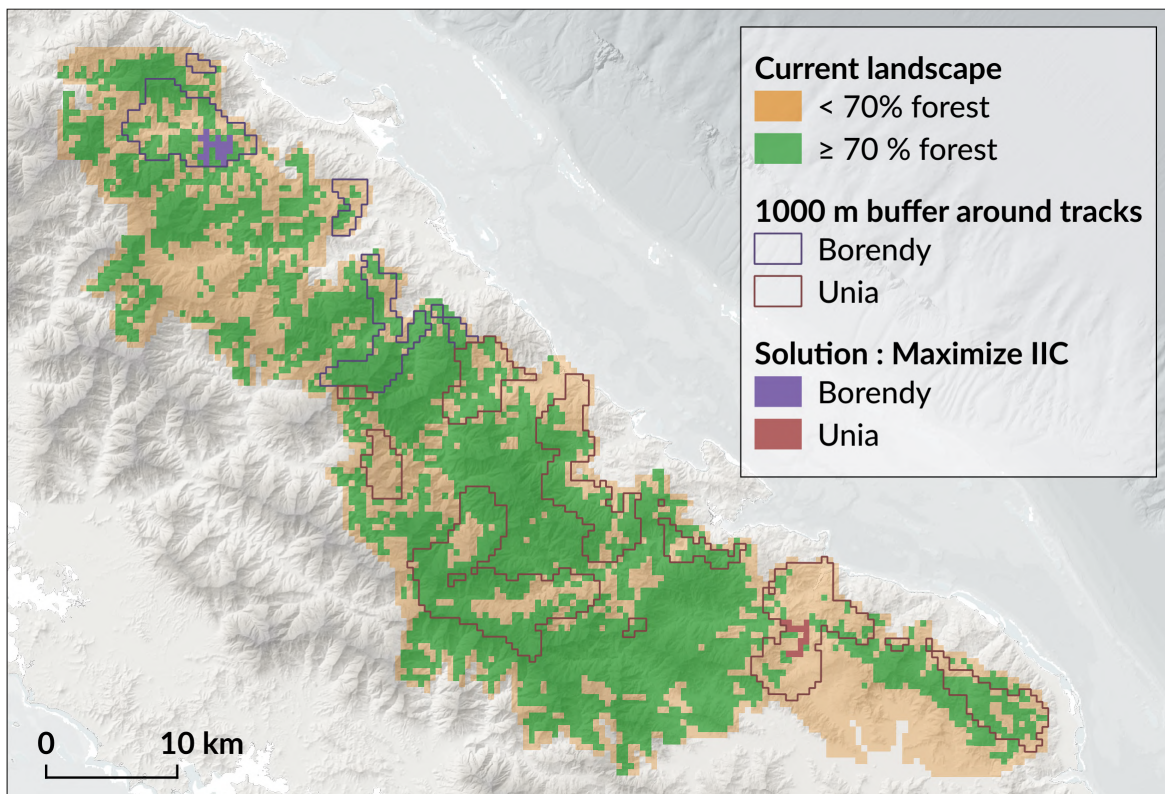 Current landscape
< 70% forest
≥ 70 % forest
1000 m buffer around tracks
Borendy
Unia
Solution : Maximize IIC
Borendy
Unia
0 10 km